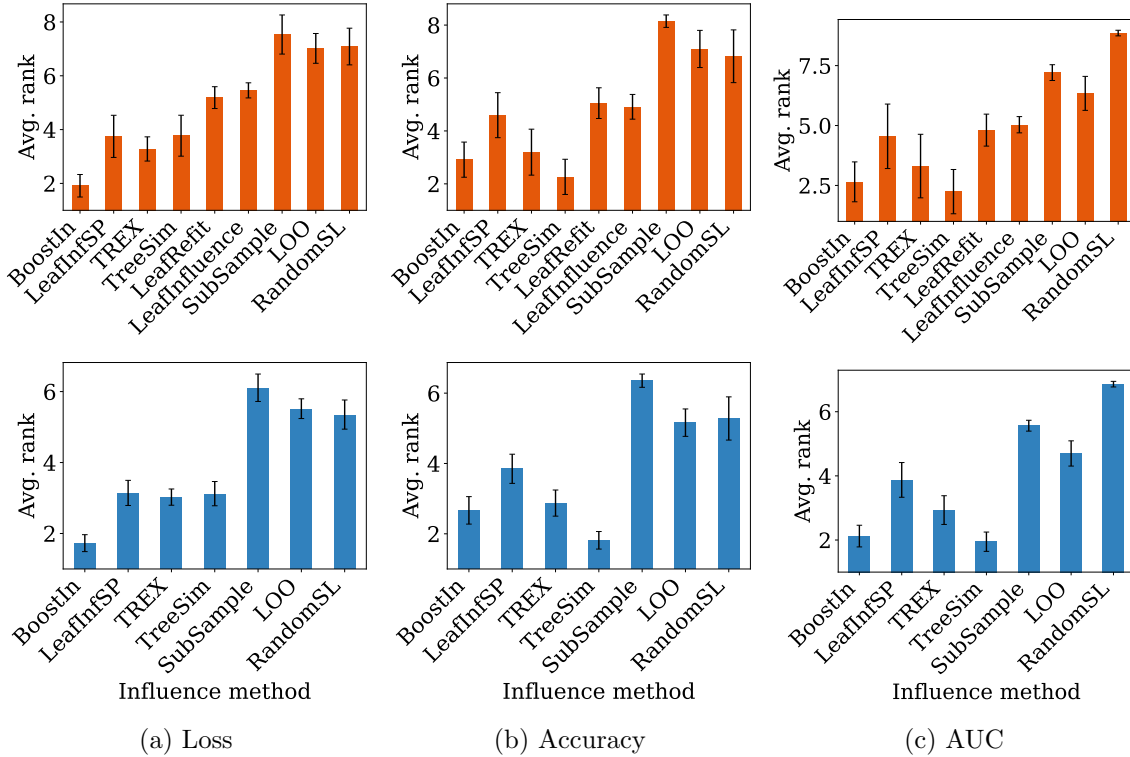 8
6
4
2
Avg. rank
BoostIn
LeafInfSP
TREX
TreeSim
LeafRefit
LeafInfluence
SubSample
LOO
RandomSL
8
6
4
2
Avg. rank
BoostIn
LeafInfSP
TREX
TreeSim
LeafRefit
LeafInfluence
SubSample
LOO
RandomSL
7.5
5.0
2.5
Avg. rank
BoostIn
LeafInfSP
TREX
TreeSim
LeafRefit
LeafInfluence
SubSample
LOO
RandomSL
6
4
2
Avg. rank
BoostIn
LeafInfSP
TREX
TreeSim
SubSample
LOO
RandomSL
Influence method
(a) Loss
6
4
2
Avg. rank
BoostIn
LeafInfSP
TREX
TreeSim
SubSample
LOO
RandomSL
Influence method
(b) Accuracy
6
4
2
Avg. rank
BoostIn
LeafInfSP
TREX
TreeSim
SubSample
LOO
RandomSL
Influence method
(c) AUC